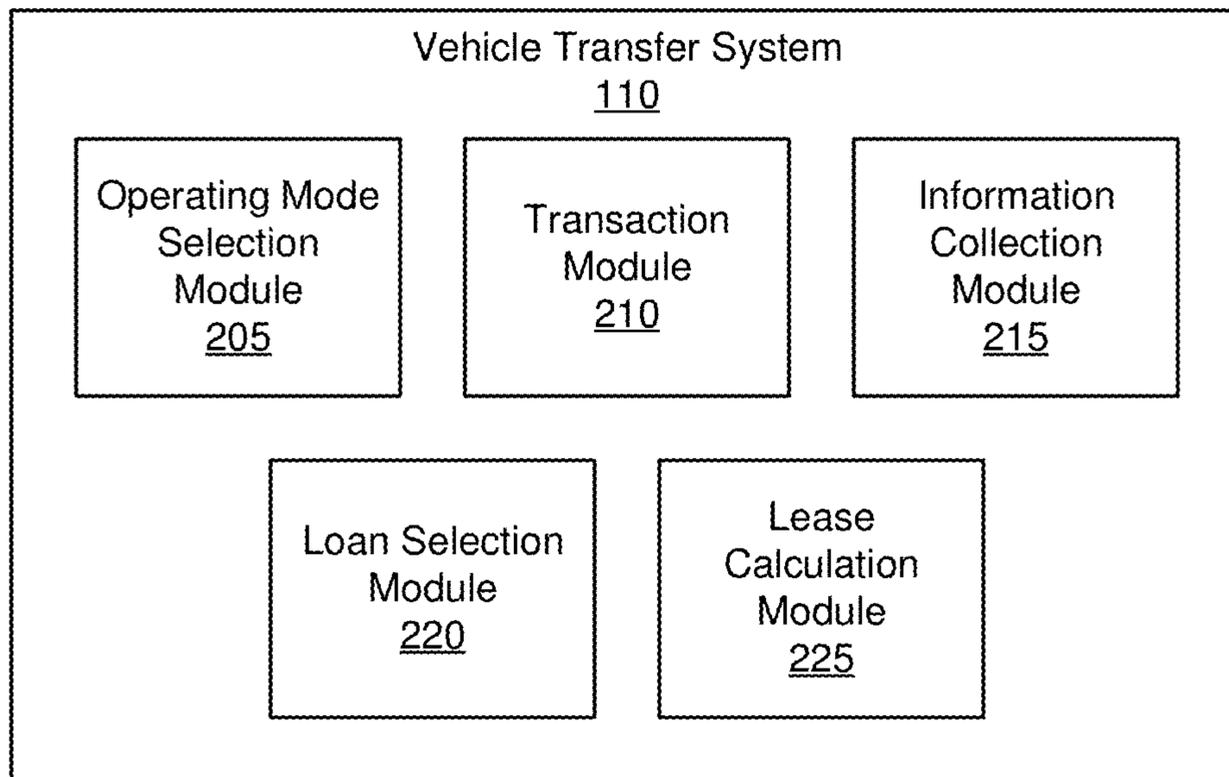 Vehicle Transfer System
110
Operating Mode
Selection
Module
205
Transaction
Module
210
Information
Collection
Module
215
Loan Selection
Module
220
Lease
Calculation
Module
225